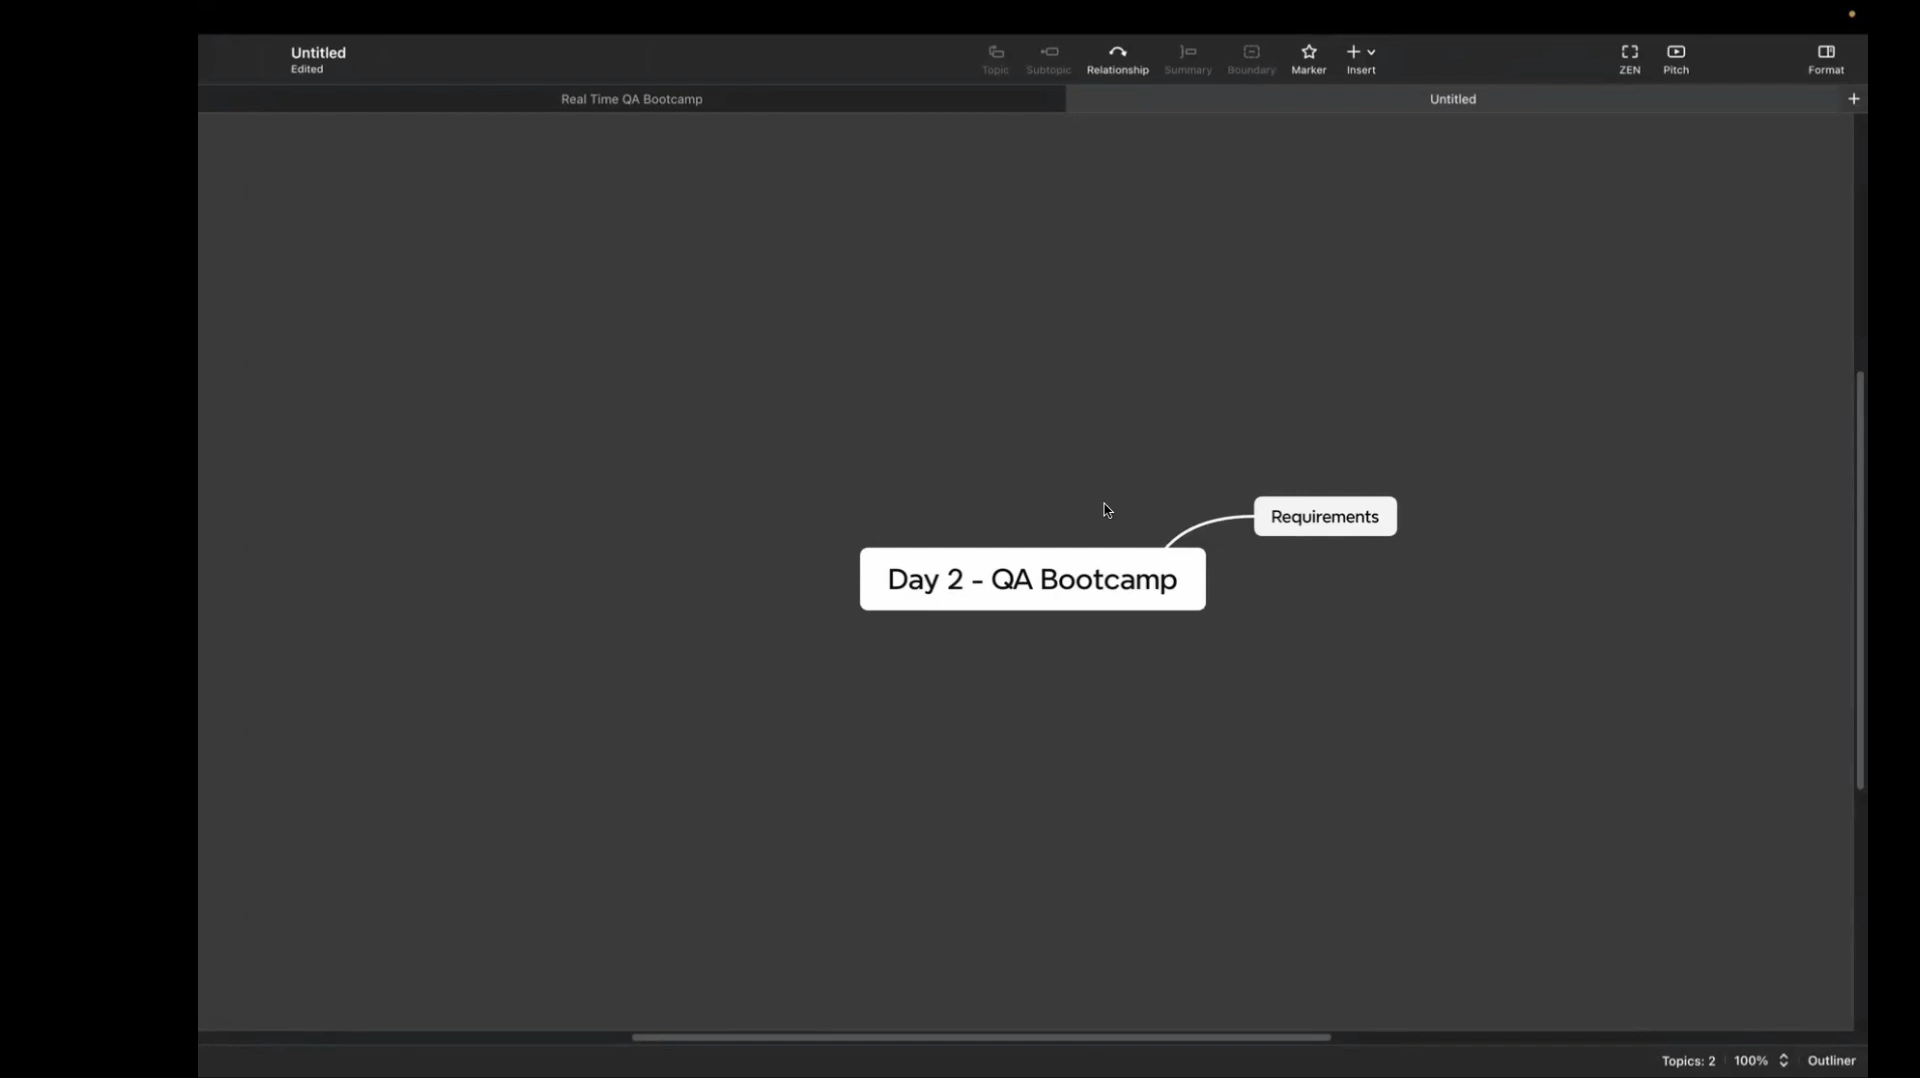 Untitled
Edited
Topic
Subtopic
Relationship
Summary
Boundary
Marker
Insert
ZEN
Pitch
Format
Real Time QA Bootcamp
Untitled
Requirements
Day 2 - QA Bootcamp
Topics: 2
100%
Outliner